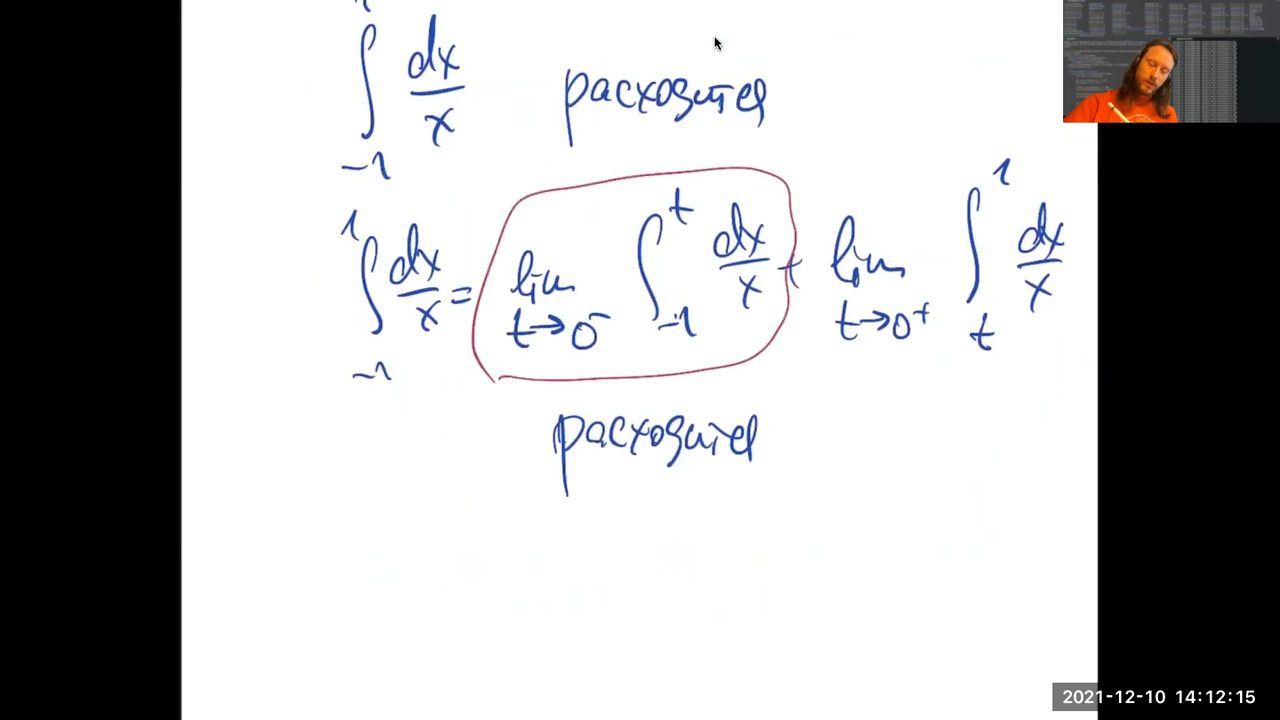 ∫_{-1}^{1} dx/x расходится
∫_{-1}^{1} dx/x = lim_{t→0⁻} ∫_{-1}^{t} dx/x + lim_{t→0⁺} ∫_{t}^{1} dx/x
расходится
2021-12-10 14:12:15